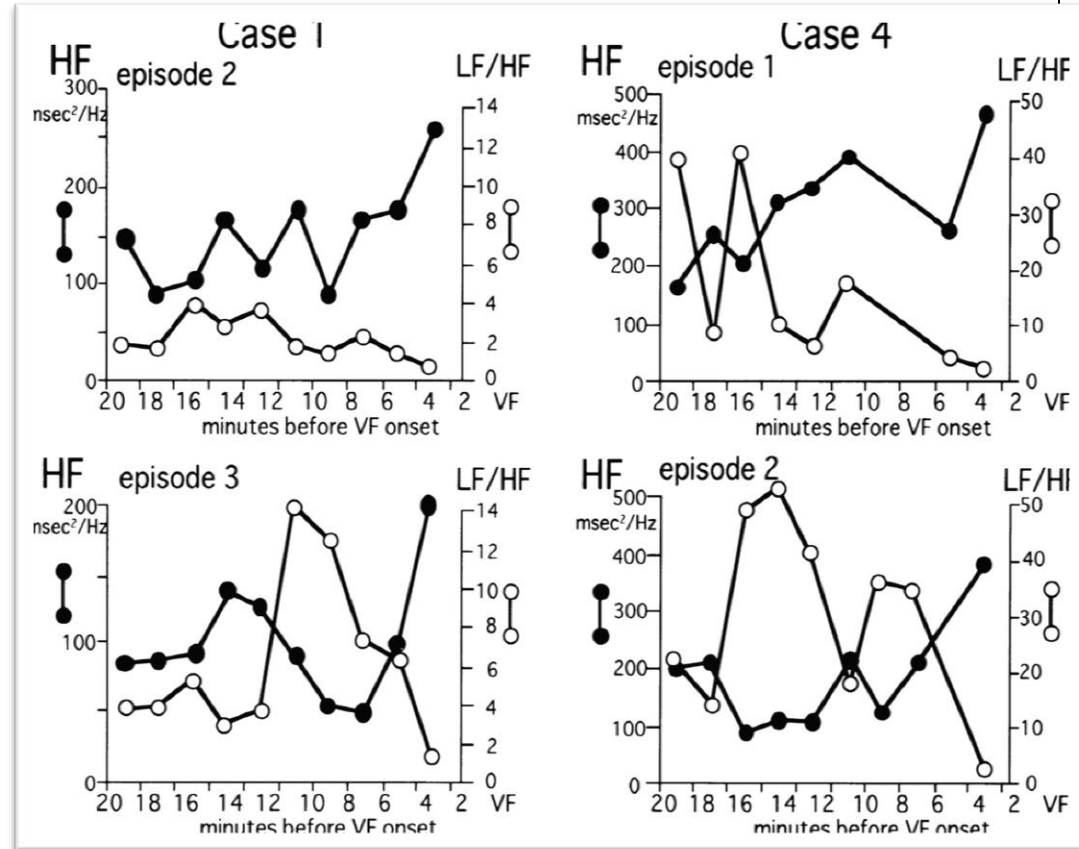 Case 1
HF
episode 2
LF/HF
300
nsec²/Hz
200
100
0
14
12
10
8
6
4
2
0
20 18 16 14 12 10 8 6 4 2 VF
minutes before VF onset
Case 4
HF
episode 1
LF/HF
500
msec²/Hz
400
300
200
100
0
50
40
30
20
10
0
20 18 16 14 12 10 8 6 4 2 VF
minutes before VF onset
HF
episode 3
LF/HF
200
nsec²/Hz
100
0
14
12
10
8
6
4
2
0
20 18 16 14 12 10 8 6 4 2 VF
minutes before VF onset
HF
episode 2
LF/HF
500
msec²/Hz
400
300
200
100
0
50
40
30
20
10
0
20 18 16 14 12 10 8 6 4 2 VF
minutes before VF onset